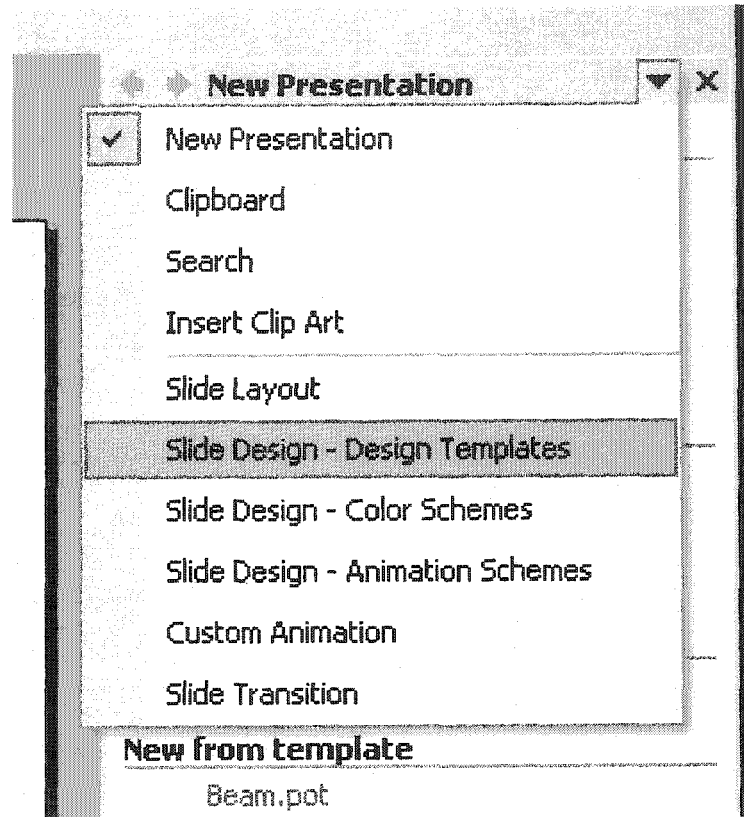 New Presentation
New Presentation
Clipboard
Search
Insert Clip Art
Slide Layout
Slide Design - Design Templates
Slide Design - Color Schemes
Slide Design - Animation Schemes
Custom Animation
Slide Transition
New from template
Beam.pot